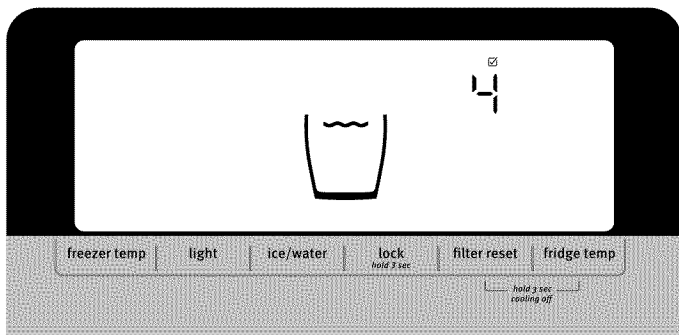 4
freezer temp light ice/water lock filter reset fridge temp
hold 3 sec
hold 3 sec
cooling off